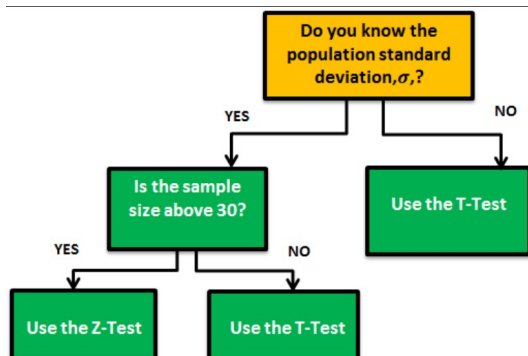 Do you know the
population standard
deviation,σ,?
YES
NO
Is the sample
size above 30?
Use the T-Test
YES
NO
Use the Z-Test
Use the T-Test